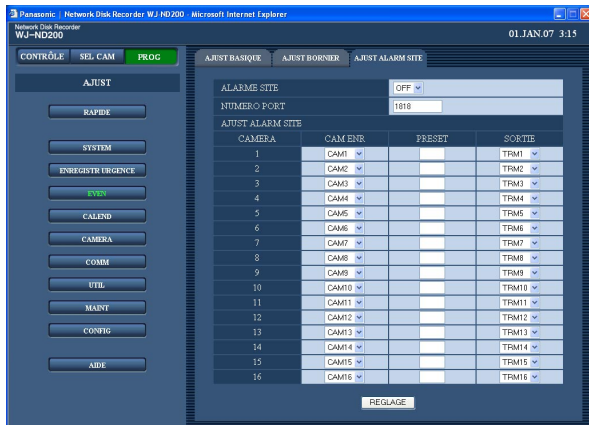 Panasonic | Network Disk Recorder WJ-ND200 - Microsoft Internet Explorer
Network Disk Recorder
WJ-ND200
01.JAN.07 3:15
CONTRÔLE SEL CAM PROG
AJUST BASIQUE AJUST BORNIER AJUST ALARM SITE
AJUST
RAPIDE
SYSTEM
ENREGISTR URGENCE
EVEN
CALEND
CAMERA
COMM
UTIL
MAINT
CONFIG
AIDE
ALARME SITE OFF
NUMERO PORT 1818
AJUST ALARM SITE
CAMERA CAM ENR PRESET SORTIE
1 CAM1 TRM1
2 CAM2 TRM2
3 CAM3 TRM3
4 CAM4 TRM4
5 CAM5 TRM5
6 CAM6 TRM6
7 CAM7 TRM7
8 CAM8 TRM8
9 CAM9 TRM9
10 CAM10 TRM10
11 CAM11 TRM11
12 CAM12 TRM12
13 CAM13 TRM13
14 CAM14 TRM14
15 CAM15 TRM15
16 CAM16 TRM16
REGLAGE